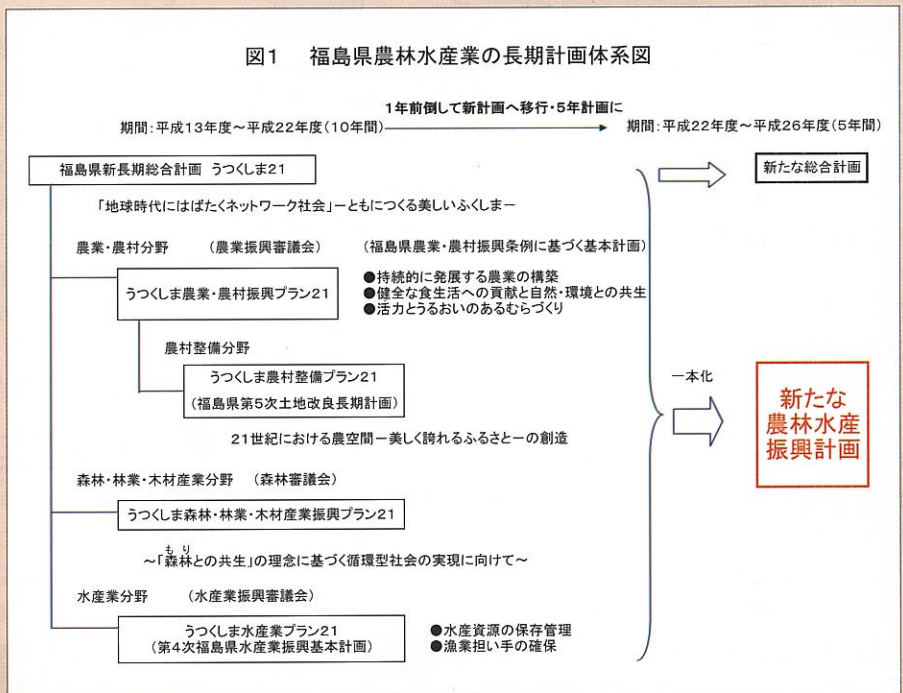 図1 福島県農林水産業の長期計画体系図
1年前倒して新計画へ移行・5年計画に
期間：平成13年度～平成22年度(10年間)
期間：平成22年度～平成26年度(5年間)
福島県新長期総合計画 うつくしま21
新たな総合計画
「地球時代にはばたくネットワーク社会」－ともにつくる美しいふくしま－
農業・農村分野 (農業振興審議会) (福島県農業・農村振興条例に基づく基本計画)
うつくしま農業・農村振興プラン21
●持続的に発展する農業の構築
●健全な食生活への貢献と自然・環境との共生
●活力とうるおいのあるむらづくり
農村整備分野
うつくしま農村整備プラン21
(福島県第5次土地改良長期計画)
一本化
新たな
農林水産
振興計画
21世紀における農空間－美しく誇れるふるさと－の創造
森林・林業・木材産業分野 (森林審議会)
うつくしま森林・林業・木材産業振興プラン21
もり
～「森林との共生」の理念に基づく循環型社会の実現に向けて～
水産業分野 (水産業振興審議会)
うつくしま水産業プラン21
(第4次福島県水産業振興基本計画)
●水産資源の保存管理
●漁業担い手の確保